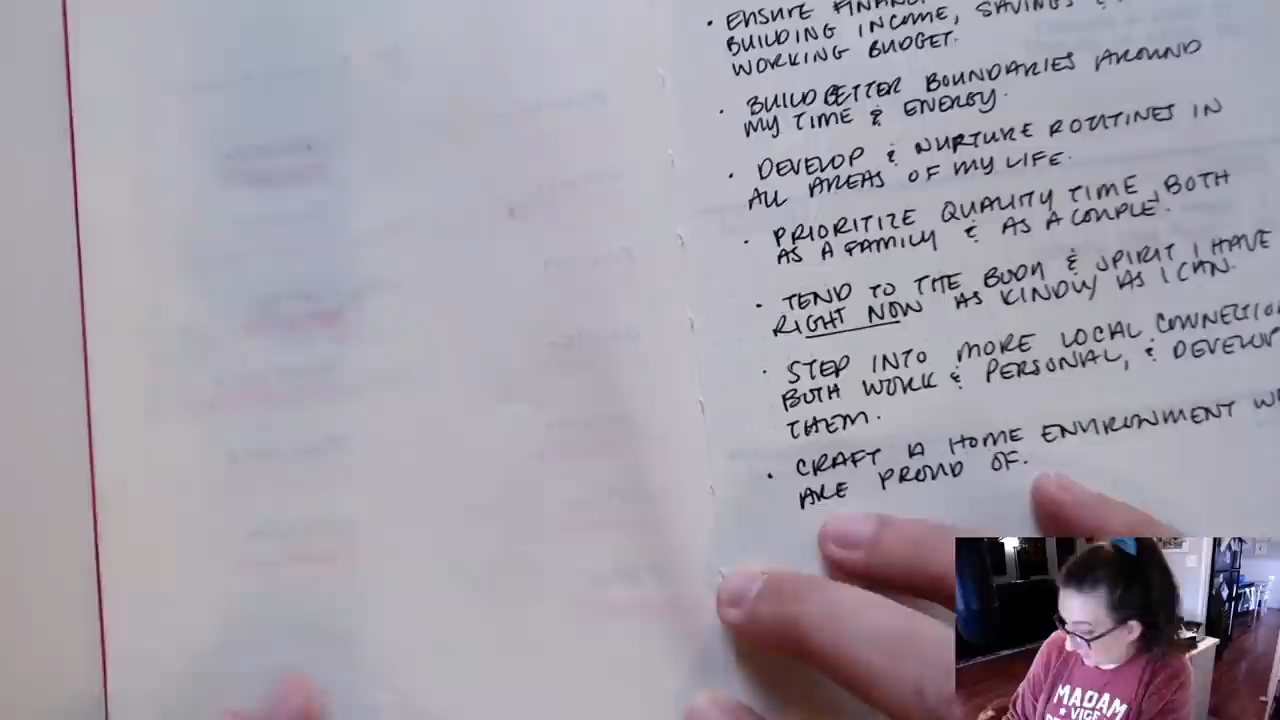 • ENSURE
BUILDING INCOME, SAVINGS &
WORKING BUDGET.
• BUILD BETTER BOUNDARIES AROUND
MY TIME & ENERGY.
• DEVELOP & NURTURE ROUTINES IN
ALL AREAS OF MY LIFE.
• PRIORITIZE QUALITY TIME, BOTH
AS A FAMILY & AS A COUPLE.
• TEND TO THE BODY & SPIRIT I HAVE
RIGHT NOW AS KINDLY AS I CAN.
• STEP INTO MORE LOCAL CONNECTIO
BOTH WORK & PERSONAL, & DEVELOP
THEM.
• CRAFT A HOME ENVIRONMENT WE
ARE PROUD OF.
MADAM
★ VICE